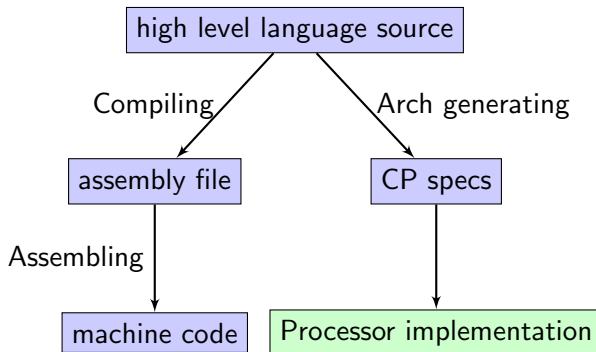 high level language source
Compiling
Arch generating
assembly file
CP specs
Assembling
machine code
Processor implementation